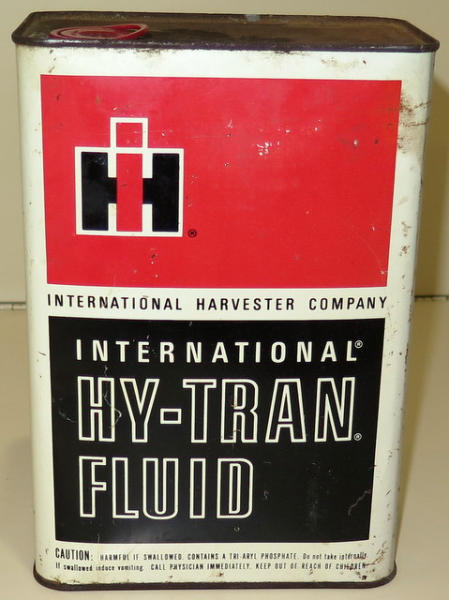 IH®
INTERNATIONAL HARVESTER COMPANY
INTERNATIONAL®
HY-TRAN®
FLUID
CAUTION: HARMFUL IF SWALLOWED. CONTAINS A TRI-ARYL PHOSPHATE. Do not take internally.
If swallowed induce vomiting. CALL PHYSICIAN IMMEDIATELY. KEEP OUT OF REACH OF CHILDREN